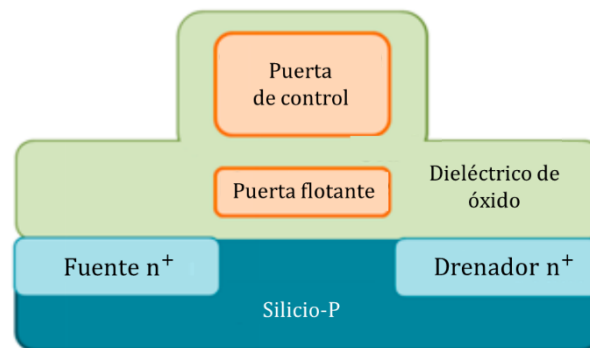 Puerta
de control
Puerta flotante
Dieléctrico de
óxido
Fuente n⁺
Drenador n⁺
Silicio-P